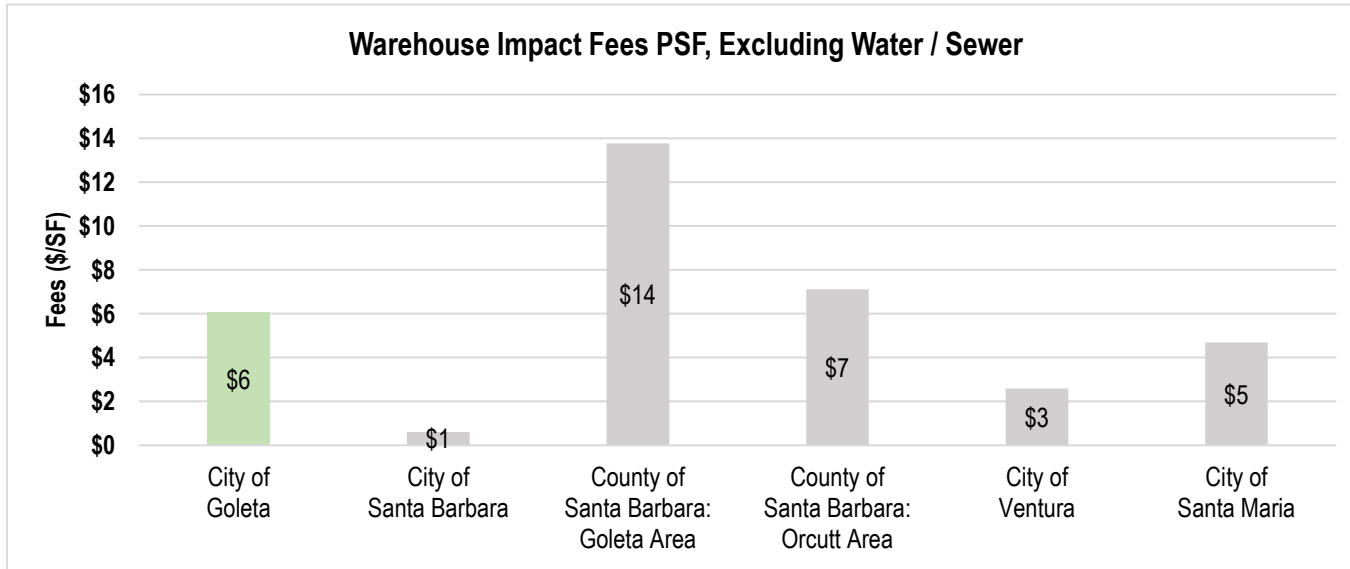 Warehouse Impact Fees PSF, Excluding Water / Sewer
Fees ($/SF)
$16
$14
$12
$10
$8
$6
$4
$2
$0
$6
$1
$14
$7
$3
$5
City of
Goleta
City of
Santa Barbara
County of
Santa Barbara:
Goleta Area
County of
Santa Barbara:
Orcutt Area
City of
Ventura
City of
Santa Maria